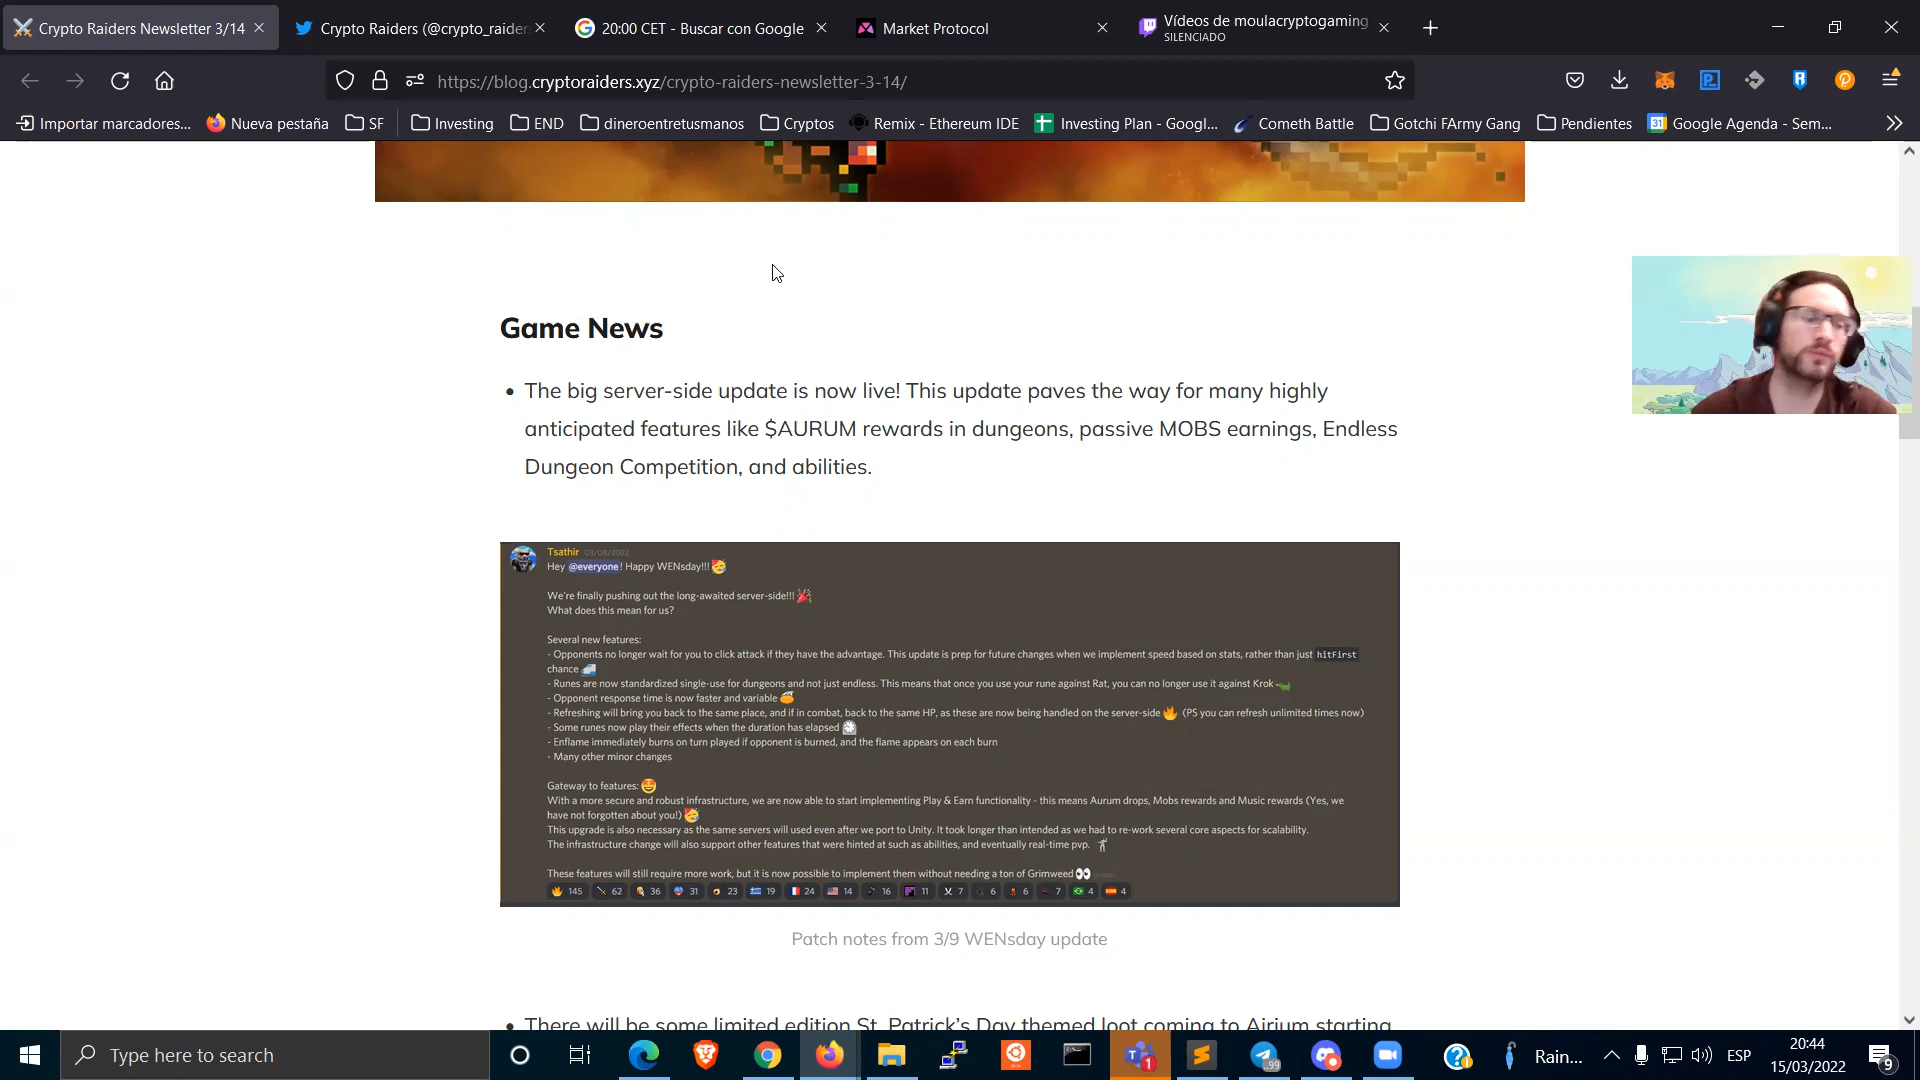 Crypto Raiders Newsletter 3/14
Crypto Raiders (@crypto_raider
20:00 CET - Buscar con Google
Market Protocol
Vídeos de moulacryptogaming
SILENCIADO
https://blog.cryptoraiders.xyz/crypto-raiders-newsletter-3-14/
Importar marcadores...
Nueva pestaña
SF
Investing
END
dineroentretusmanos
Cryptos
Remix - Ethereum IDE
Investing Plan - Googl...
Cometh Battle
Gotchi FArmy Gang
Pendientes
31
Google Agenda - Sem...
Game News
• The big server-side update is now live! This update paves the way for many highly
anticipated features like $AURUM rewards in dungeons, passive MOBS earnings, Endless
Dungeon Competition, and abilities.
Tsathir 03/08/2022
Hey @everyone! Happy WENsday!!!
We're finally pushing out the long-awaited server-side!!!
What does this mean for us?
Several new features:
- Opponents no longer wait for you to click attack if they have the advantage. This update is prep for future changes when we implement speed based on stats, rather than just hitFirst
chance
- Runes are now standardized single-use for dungeons and not just endless. This means that once you use your rune against Rat, you can no longer use it against Krok
- Opponent response time is now faster and variable
- Refreshing will bring you back to the same place, and if in combat, back to the same HP, as these are now being handled on the server-side (PS you can refresh unlimited times now)
- Some runes now play their effects when the duration has elapsed
- Enflame immediately burns on turn played if opponent is burned, and the flame appears on each burn
- Many other minor changes
Gateway to features:
With a more secure and robust infrastructure, we are now able to start implementing Play & Earn functionality - this means Aurum drops, Mobs rewards and Music rewards (Yes, we
have not forgotten about you!)
This upgrade is also necessary as the same servers will used even after we port to Unity. It took longer than intended as we had to re-work several core aspects for scalability.
The infrastructure change will also support other features that were hinted at such as abilities, and eventually real-time pvp.
These features will still require more work, but it is now possible to implement them without needing a ton of Grimweed
145 62 36 31 23 19 24 14 16 11 7 6 6 7 4 4
Patch notes from 3/9 WENsday update
• There will be some limited edition St. Patrick's Day themed loot coming to Airium starting
Type here to search
1
99
Rain...
ESP
20:44
15/03/2022
9